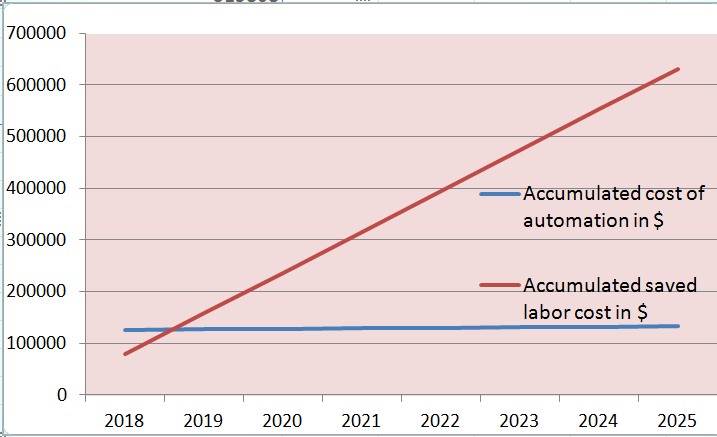 700000
600000
500000
400000
300000
200000
100000
0
Accumulated cost of
automation in $
Accumulated saved
labor cost in $
2018 2019 2020 2021 2022 2023 2024 2025